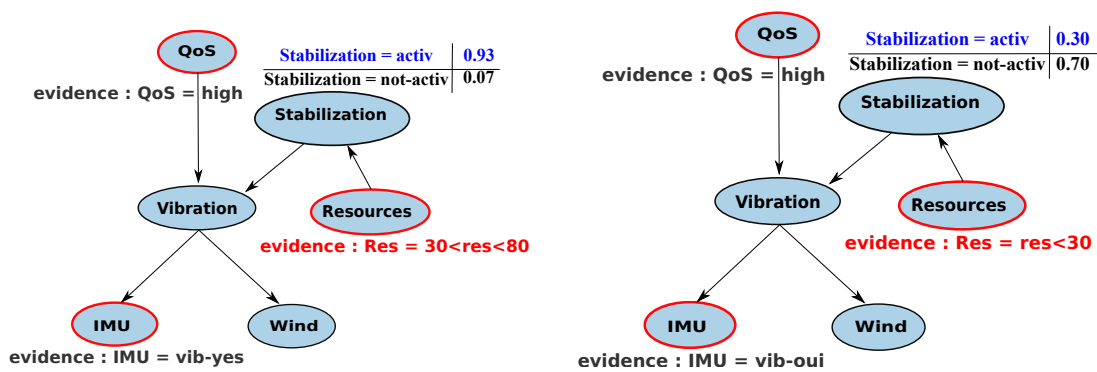 QoS
Stabilization = activ 0.93
Stabilization = not-activ 0.07
evidence : QoS = high
Stabilization
Vibration
Resources
evidence : Res = 30<res<80
IMU
Wind
evidence : IMU = vib-yes
QoS
Stabilization = activ 0.30
Stabilization = not-activ 0.70
evidence : QoS = high
Stabilization
Vibration
Resources
evidence : Res = res<30
IMU
Wind
evidence : IMU = vib-oui